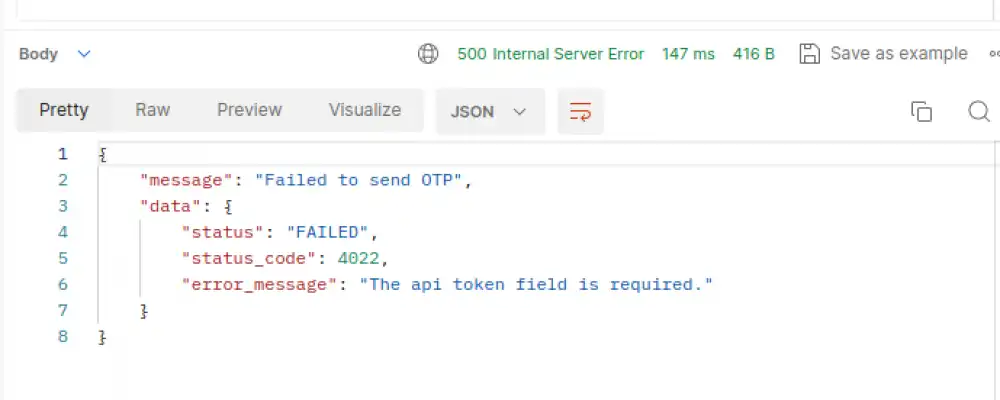 Body 500 Internal Server Error 147 ms 416 B Save as example
Pretty Raw Preview Visualize JSON
1 {
2 "message": "Failed to send OTP",
3 "data": {
4 "status": "FAILED",
5 "status_code": 4022,
6 "error_message": "The api token field is required."
7 }
8 }